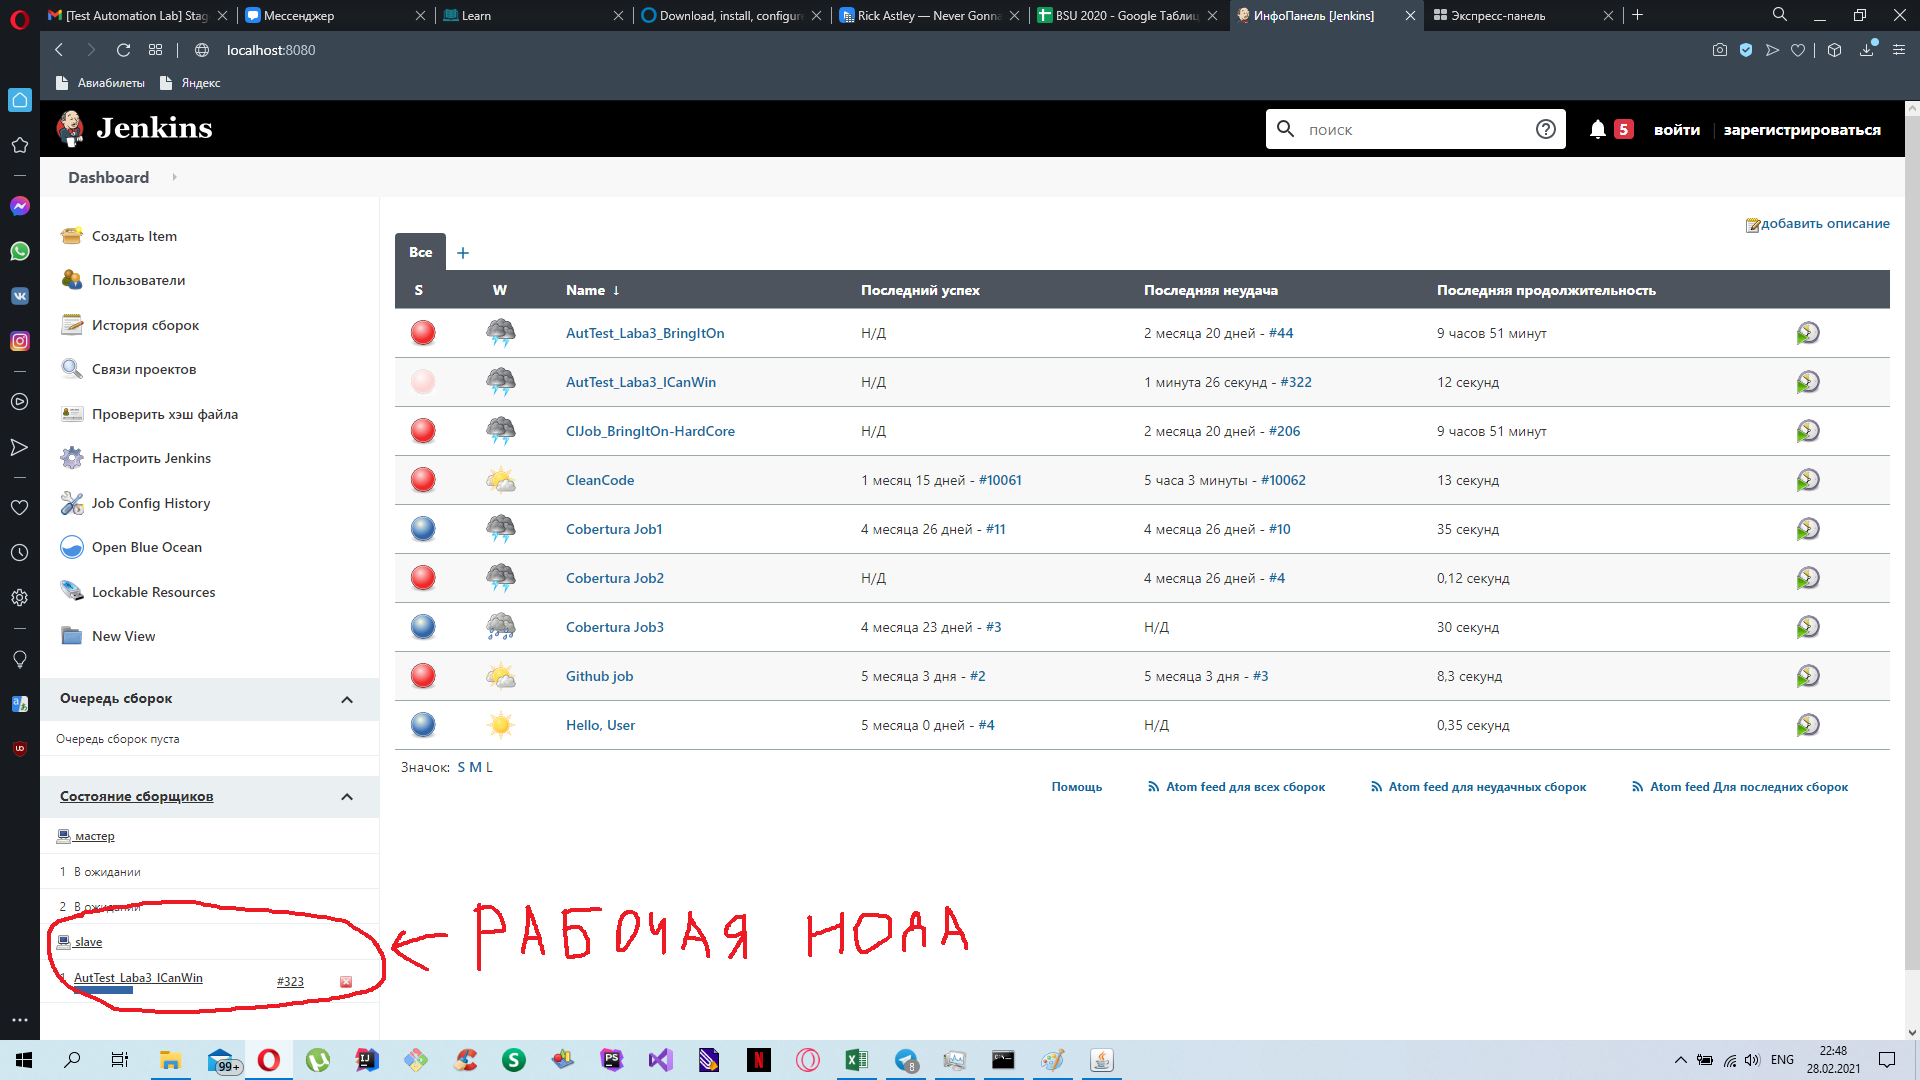 [Test Automation Lab] Stag
Мессенджер
Learn
Download, install, configur
Rick Astley — Never Gonna
BSU 2020 - Google Таблиц
ИнфоПанель [Jenkins]
Экспресс-панель
localhost:8080
Авиабилеты
Яндекс
Jenkins
поиск
5
войти
зарегистрироваться
Dashboard
Создать Item
Пользователи
История сборок
Связи проектов
Проверить хэш файла
Настроить Jenkins
Job Config History
Open Blue Ocean
Lockable Resources
New View
Очередь сборок
Очередь сборок пуста
Состояние сборщиков
мастер
1 В ожидании
2 В ожидании
slave
1 AutTest_Laba3_ICanWin #323
добавить описание
Все +
S W Name ↓ Последний успех Последняя неудача Последняя продолжительность
AutTest_Laba3_BringItOn Н/Д 2 месяца 20 дней - #44 9 часов 51 минут
AutTest_Laba3_ICanWin Н/Д 1 минута 26 секунд - #322 12 секунд
CIJob_BringItOn-HardCore Н/Д 2 месяца 20 дней - #206 9 часов 51 минут
CleanCode 1 месяц 15 дней - #10061 5 часа 3 минуты - #10062 13 секунд
Cobertura Job1 4 месяца 26 дней - #11 4 месяца 26 дней - #10 35 секунд
Cobertura Job2 Н/Д 4 месяца 26 дней - #4 0,12 секунд
Cobertura Job3 4 месяца 23 дней - #3 Н/Д 30 секунд
Github job 5 месяца 3 дня - #2 5 месяца 3 дня - #3 8,3 секунд
Hello, User 5 месяца 0 дней - #4 Н/Д 0,35 секунд
Значок: S M L
Помощь
Atom feed для всех сборок
Atom feed для неудачных сборок
Atom feed Для последних сборок
РАБОЧАЯ НОДА
99+
8
ENG
22:48
28.02.2021